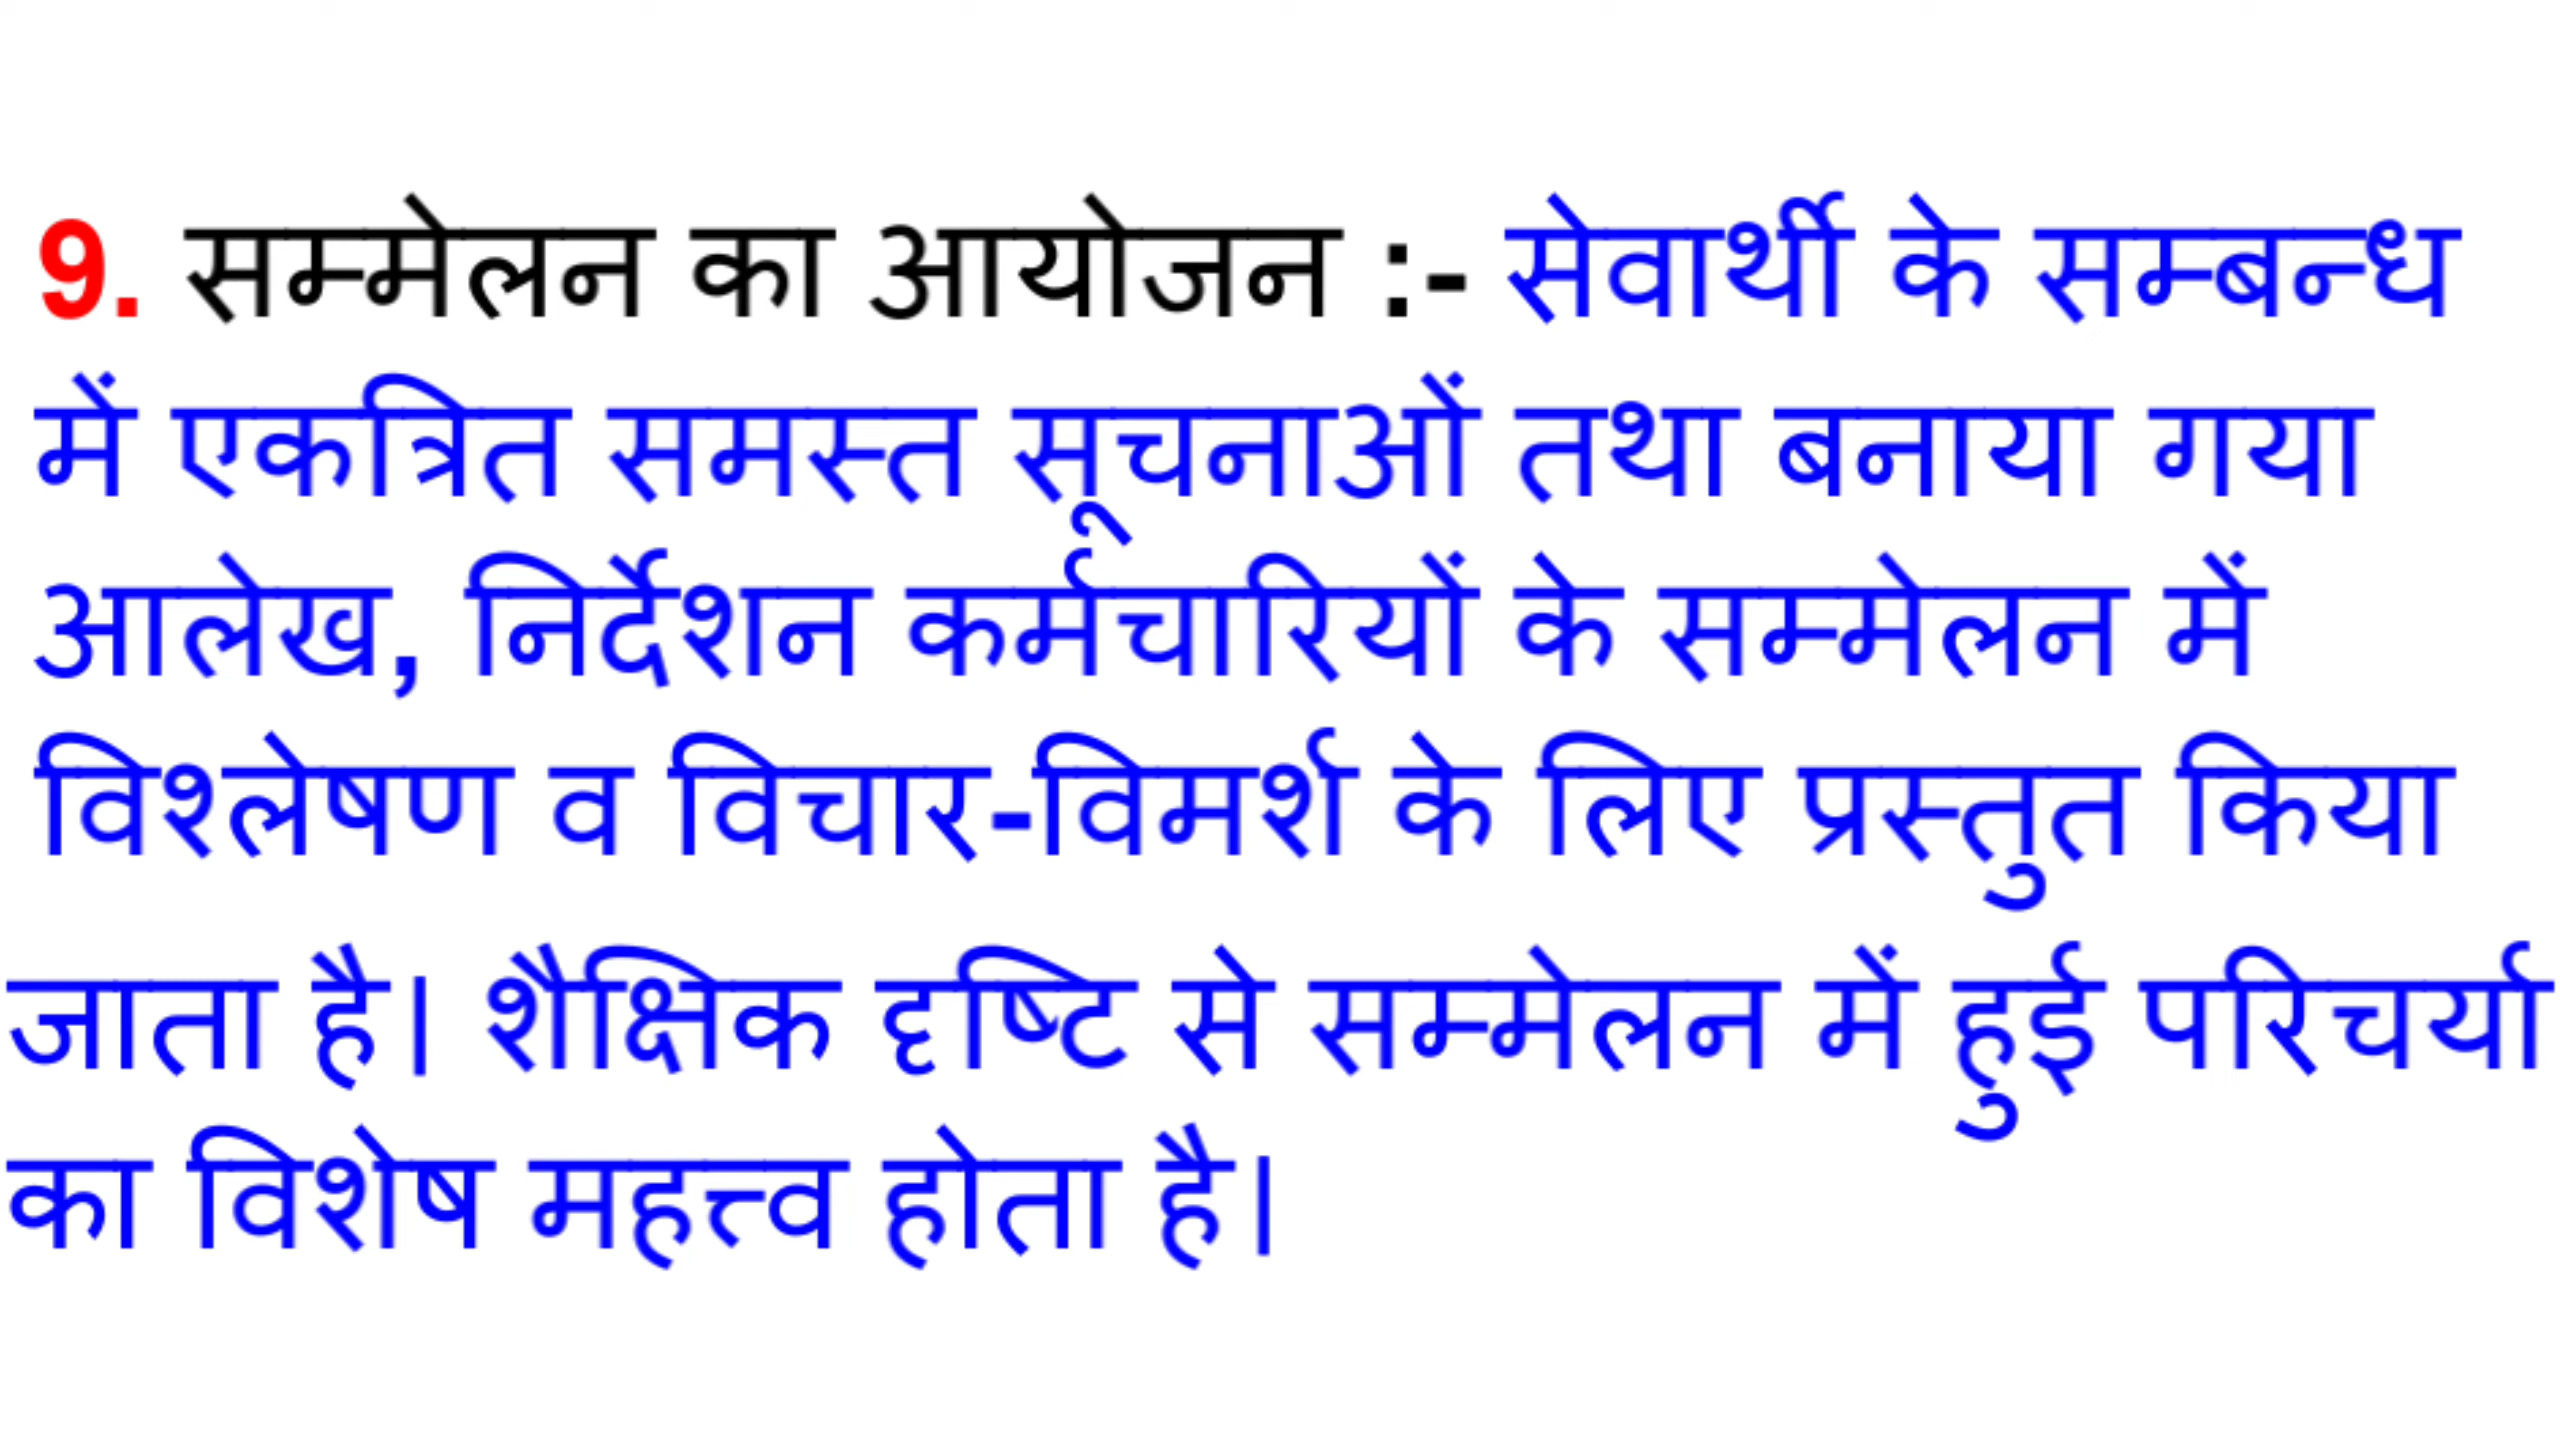 9. सम्मेलन का आयोजन :- सेवार्थी के सम्बन्ध
में एकत्रित समस्त सूचनाओं तथा बनाया गया
आलेख, निर्देशन कर्मचारियों के सम्मेलन में
विश्लेषण व विचार-विमर्श के लिए प्रस्तुत किया
जाता है। शैक्षिक दृष्टि से सम्मेलन में हुई परिचर्या
का विशेष महत्त्व होता है।